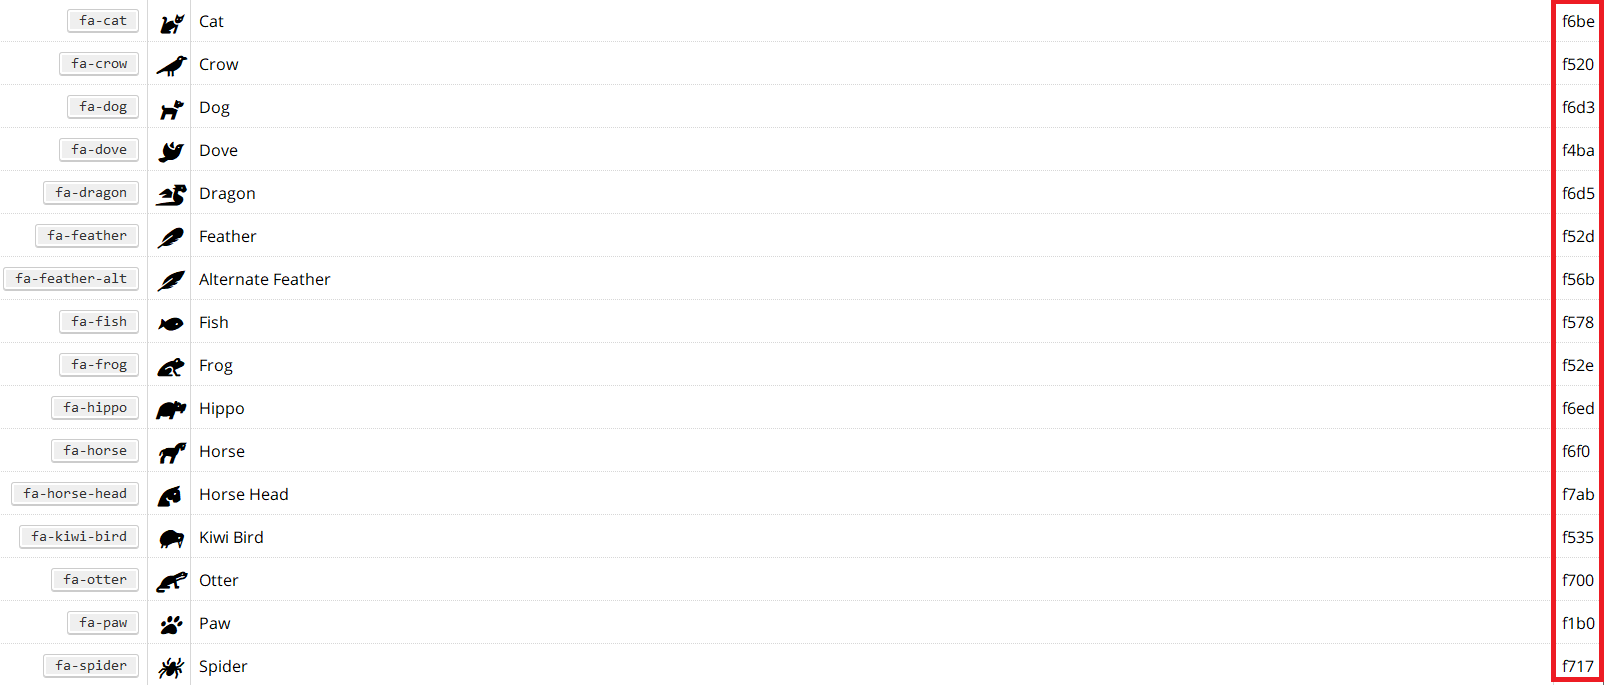 fa-cat Cat f6be
fa-crow Crow f520
fa-dog Dog f6d3
fa-dove Dove f4ba
fa-dragon Dragon f6d5
fa-feather Feather f52d
fa-feather-alt Alternate Feather f56b
fa-fish Fish f578
fa-frog Frog f52e
fa-hippo Hippo f6ed
fa-horse Horse f6f0
fa-horse-head Horse Head f7ab
fa-kiwi-bird Kiwi Bird f535
fa-otter Otter f700
fa-paw Paw f1b0
fa-spider Spider f717